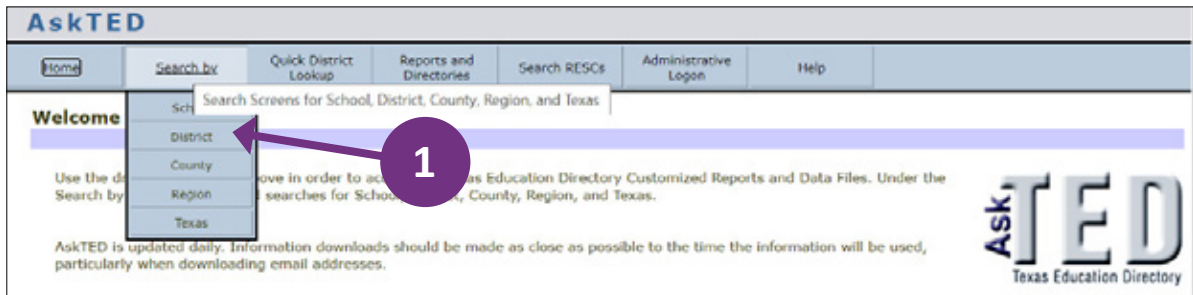 AskTED
Home Search by Quick District Lookup Reports and Directories Search RESCs Administrative Logon Help
Sch
Search Screens for School, District, County, Region, and Texas
Welcome
District
County
Region
Texas
1
Use the ove in order to as Education Directory Customized Reports and Data Files. Under the
Search by searches for County, Region, and Texas.
AskTED is updated daily. Information downloads should be made as close as possible to the time the information will be used,
particularly when downloading email addresses.
Ask
TED
Texas Education Directory